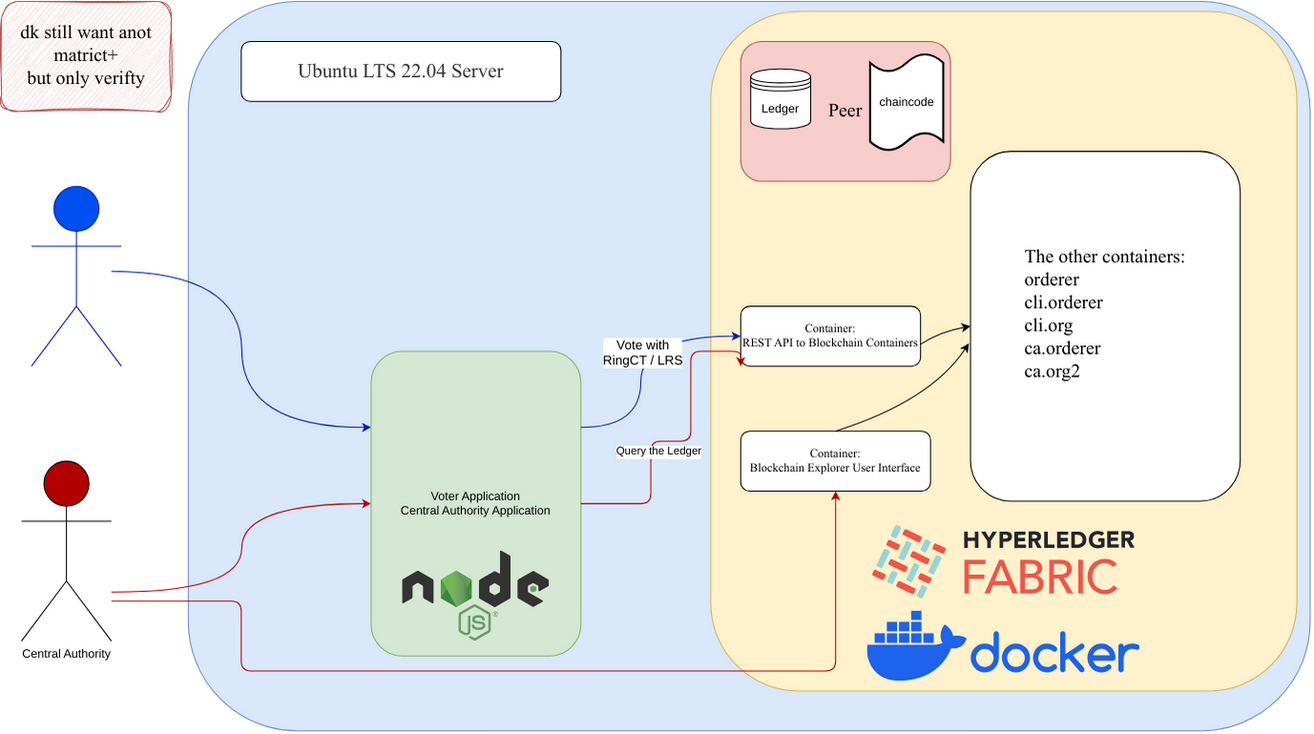 dk still want anot
matrict+
but only verifty
Ubuntu LTS 22.04 Server
Ledger
Peer
chaincode
The other containers:
orderer
cli.orderer
cli.org
ca.orderer
ca.org2
Container:
REST API to Blockchain Containers
Vote with
RingCT / LRS
Query the Ledger
Container:
Blockchain Explorer User Interface
Voter Application
Central Authority Application
node
JS
®
HYPERLEDGER
FABRIC
docker
Central Authority